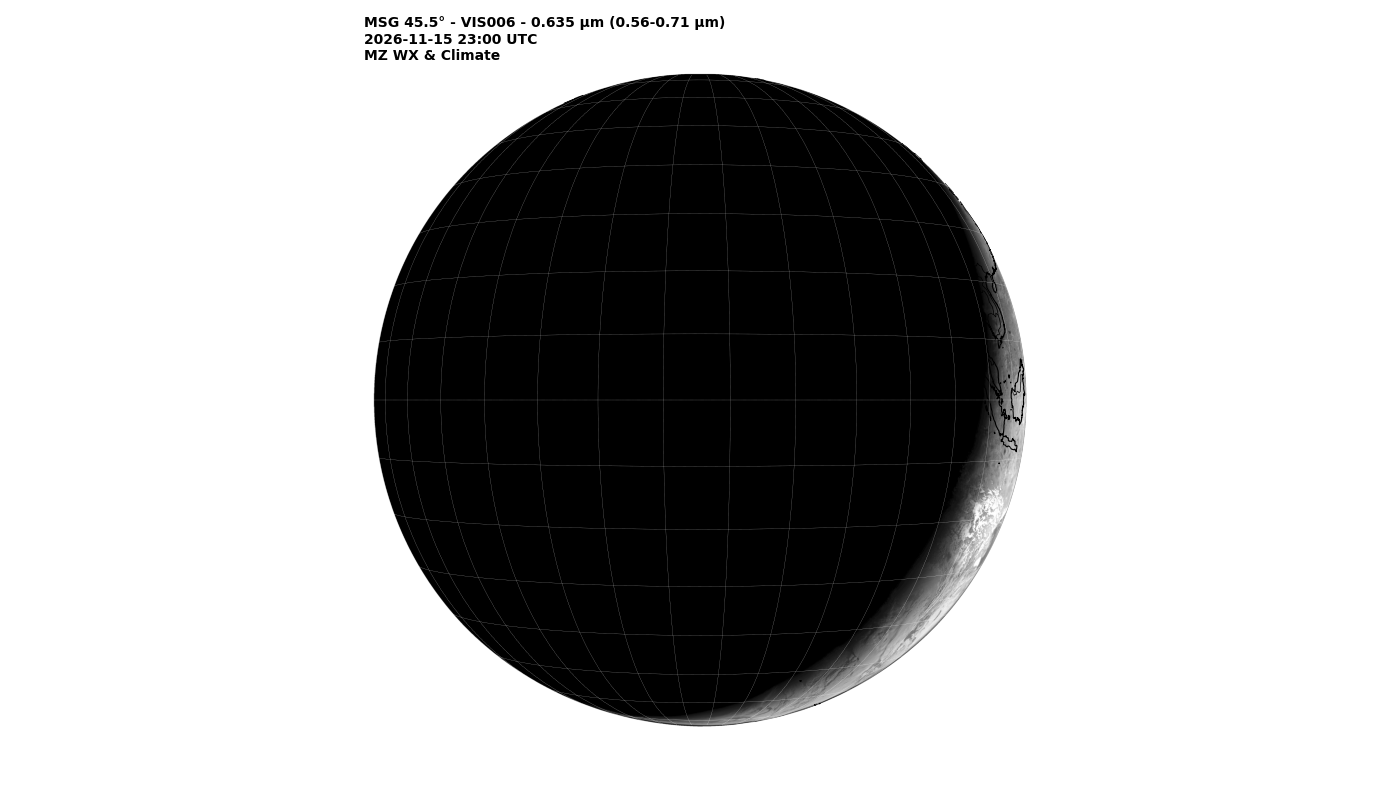 MSG 45.5° - VIS006 - 0.635 µm (0.56-0.71 µm)
2026-11-15 23:00 UTC
MZ WX & Climate